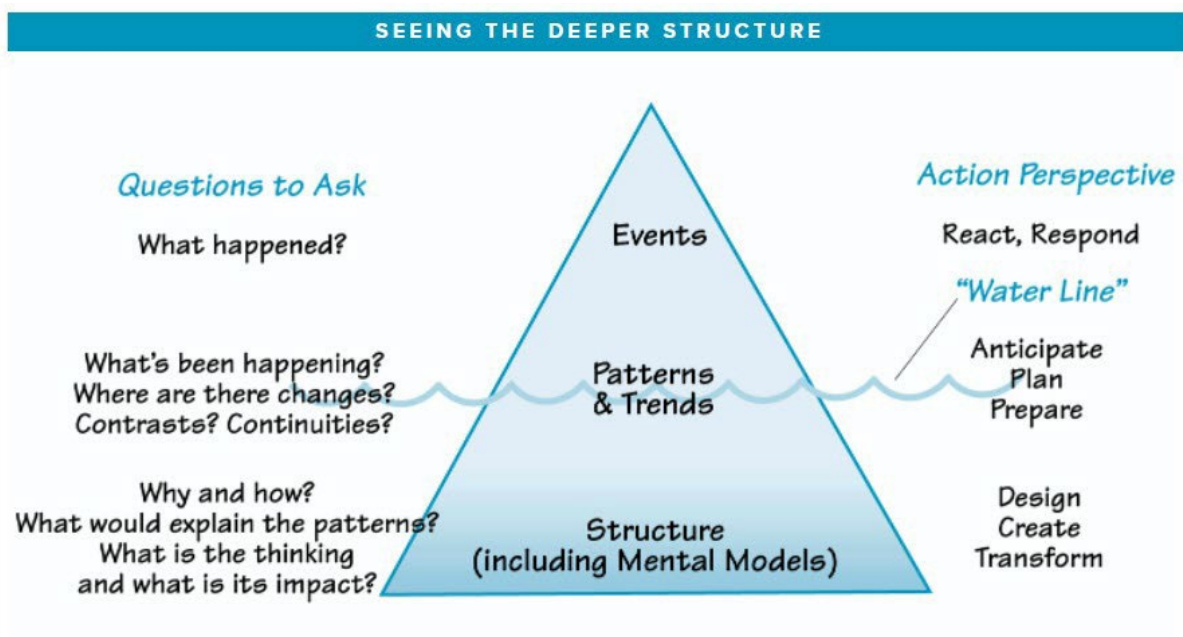 SEEING THE DEEPER STRUCTURE
Questions to Ask
What happened?
What's been happening?
Where are there changes?
Contrasts? Continuities?
Why and how?
What would explain the patterns?
What is the thinking
and what is its impact?
Events
Patterns
& Trends
Structure
(including Mental Models)
Action Perspective
React, Respond
“Water Line”
Anticipate
Plan
Prepare
Design
Create
Transform